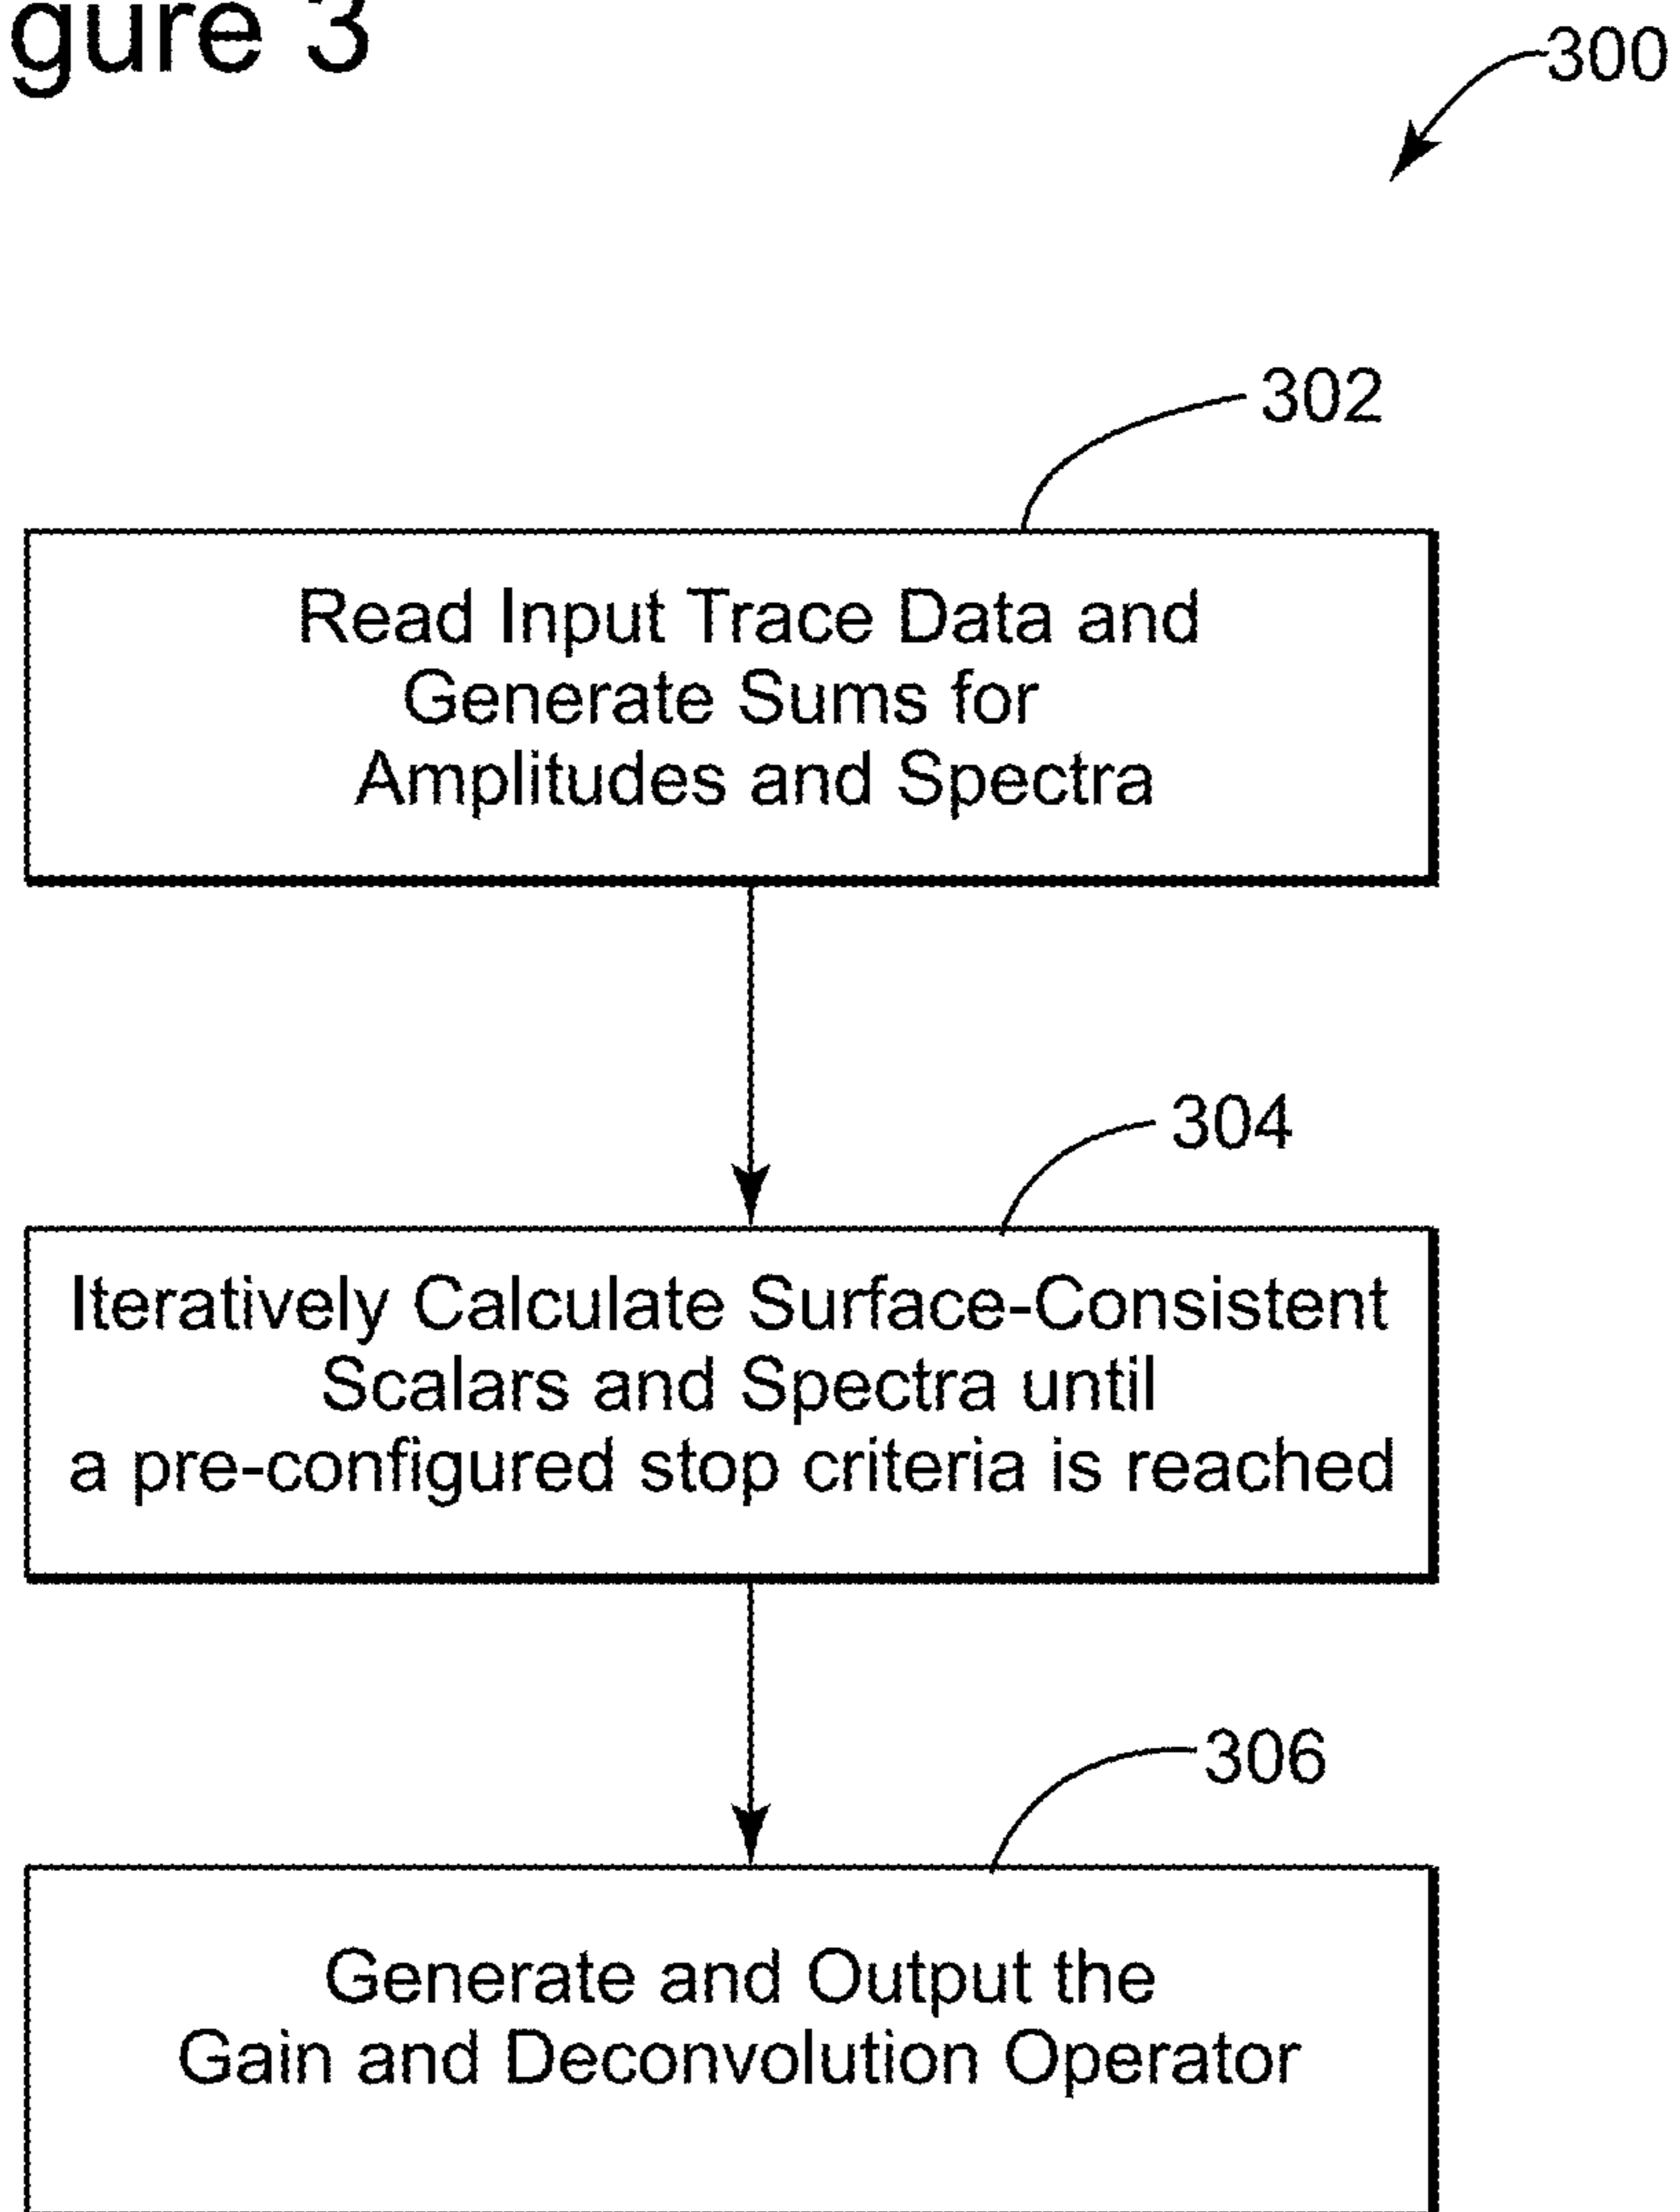 gure 3
300
302
Read Input Trace Data and
Generate Sums for
Amplitudes and Spectra
304
Iteratively Calculate Surface-Consistent
Scalars and Spectra until
a pre-configured stop criteria is reached
306
Generate and Output the
Gain and Deconvolution Operator